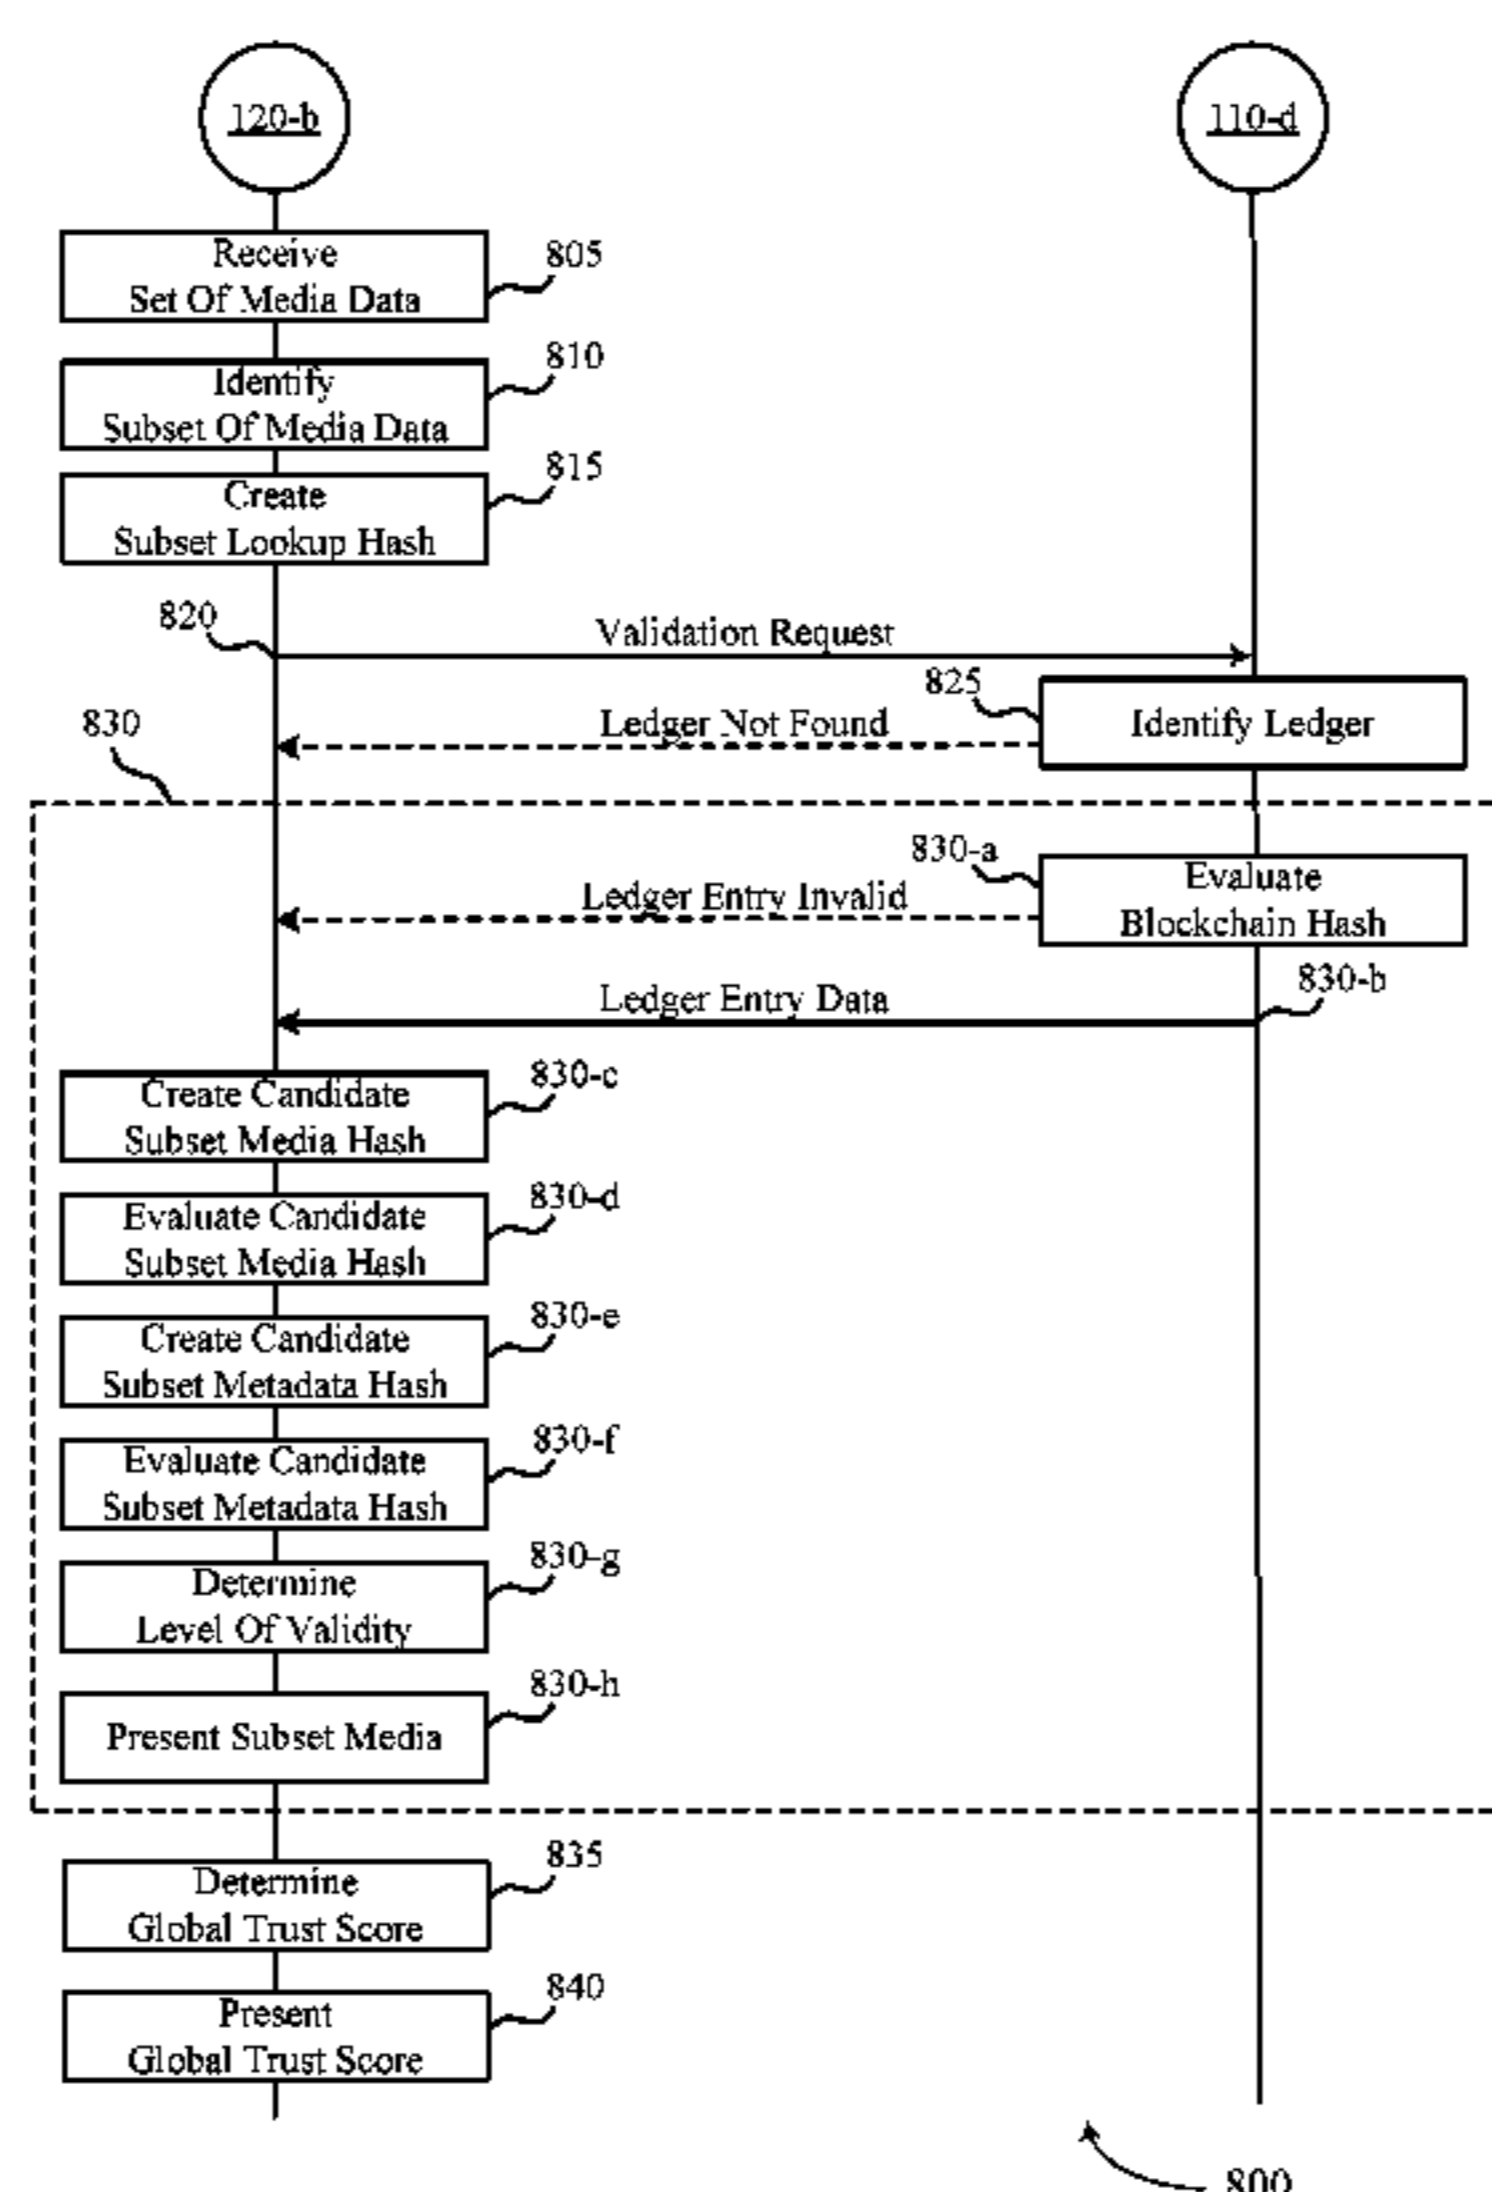 120-b
110-d
Receive
Set Of Media Data
805
Identify
Subset Of Media Data
810
Create
Subset Lookup Hash
815
820
Validation Request
825
Identify Ledger
Ledger Not Found
830
830-a
Evaluate
Blockchain Hash
Ledger Entry Invalid
830-b
Ledger Entry Data
Create Candidate
Subset Media Hash
830-c
Evaluate Candidate
Subset Media Hash
830-d
Create Candidate
Subset Metadata Hash
830-e
Evaluate Candidate
Subset Metadata Hash
830-f
Determine
Level Of Validity
830-g
Present Subset Media
830-h
Determine
Global Trust Score
835
Present
Global Trust Score
840
800